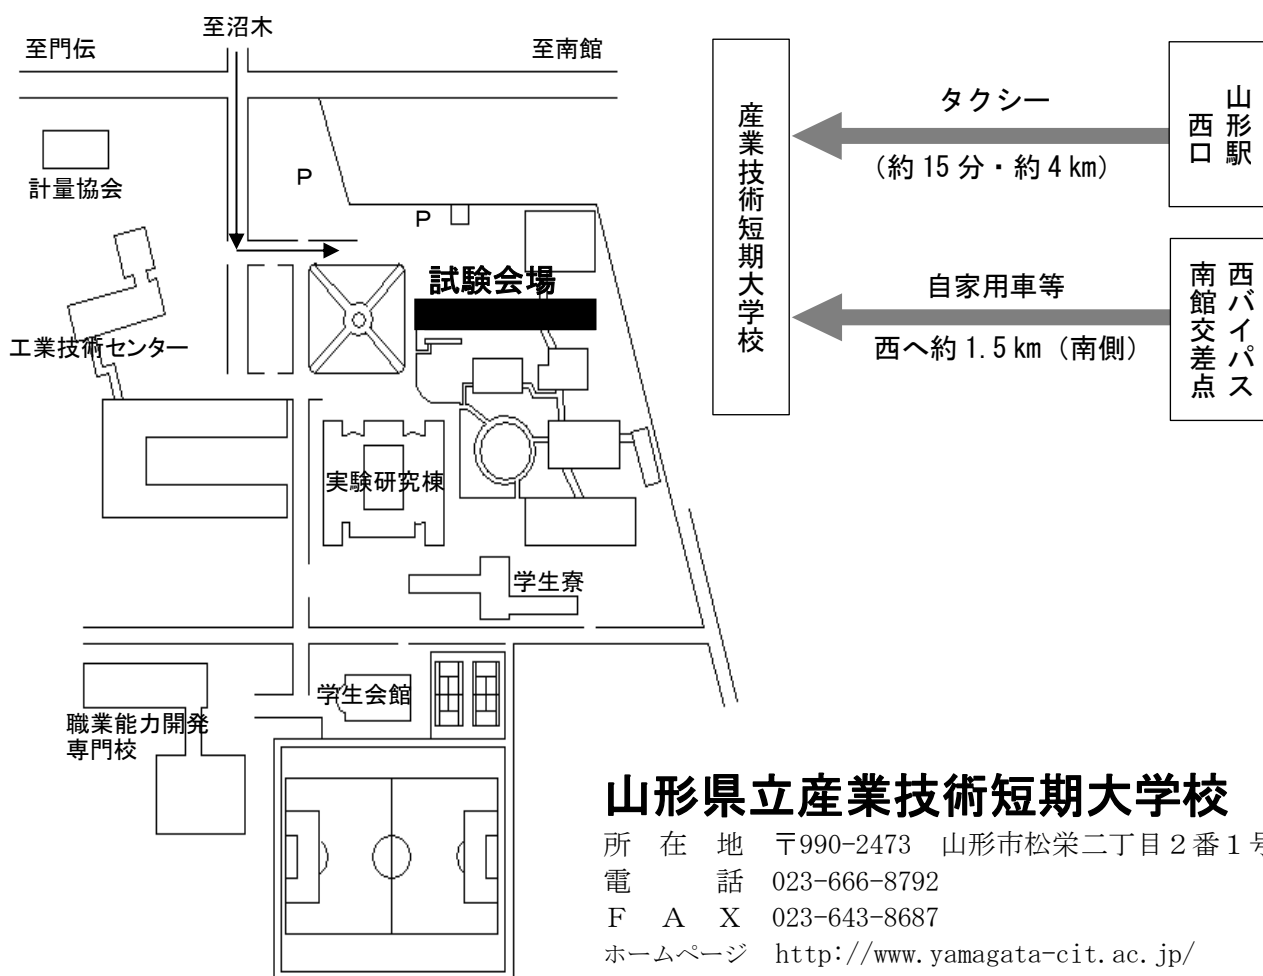 至沼木
至門伝
至南館
計量協会
P
P
試験会場
工業技術センター
実験研究棟
学生寮
学生会館
職業能力開発
専門校
産業技術短期大学校
タクシー
(約 15 分・約 4 km)
山形駅
西口
自家用車等
西へ約 1.5 km（南側）
西バイパス
南館交差点
山形県立産業技術短期大学校
所　在　地　〒990-2473　山形市松栄二丁目２番１号
電　　　話　023-666-8792
Ｆ　Ａ　Ｘ　023-643-8687
ホームページ　http://www.yamagata-cit.ac.jp/